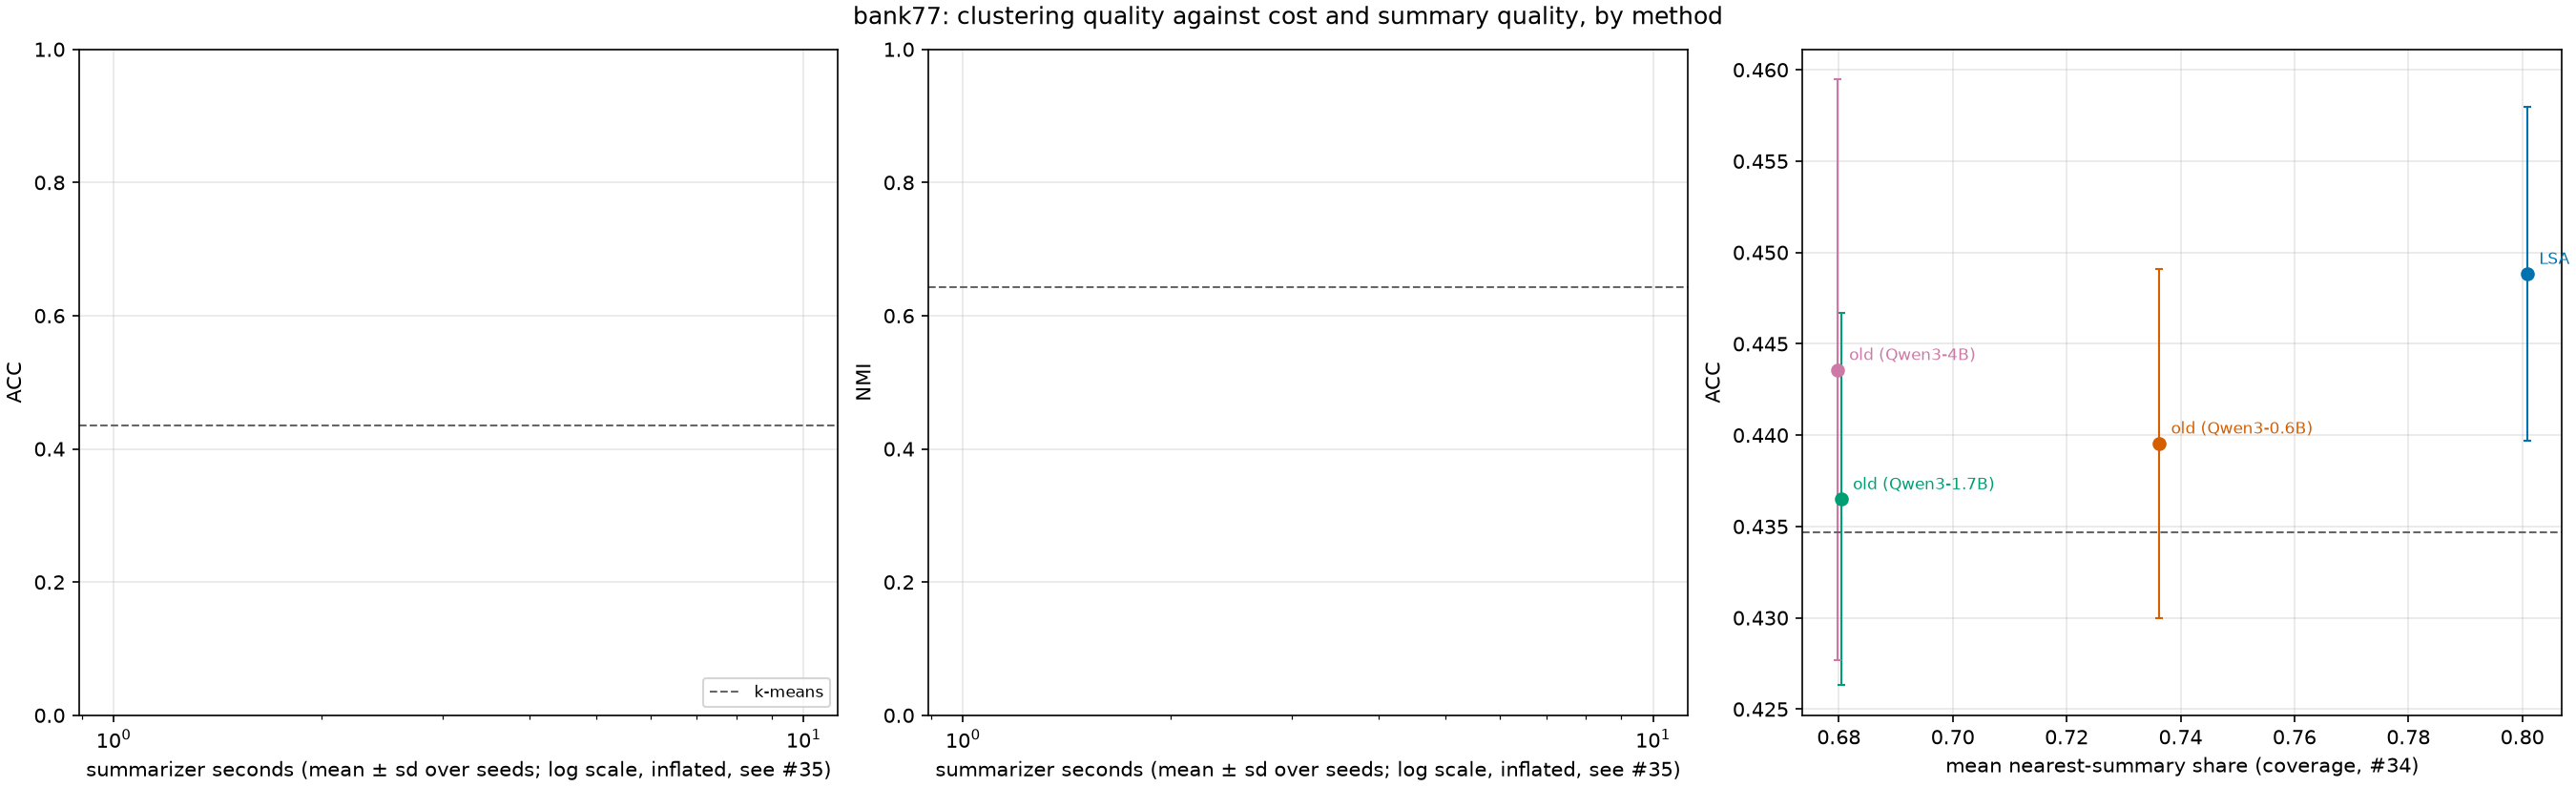 bank77: clustering quality against cost and summary quality, by method
ACC
1.0
0.8
0.6
0.4
0.2
0.0
10⁰
10¹
k-means
summarizer seconds (mean ± sd over seeds; log scale, inflated, see #35)
NMI
1.0
0.8
0.6
0.4
0.2
0.0
10⁰
10¹
summarizer seconds (mean ± sd over seeds; log scale, inflated, see #35)
ACC
0.460
0.455
0.450
0.445
0.440
0.435
0.430
0.425
LSA
old (Qwen3-4B)
old (Qwen3-0.6B)
old (Qwen3-1.7B)
0.68
0.70
0.72
0.74
0.76
0.78
0.80
mean nearest-summary share (coverage, #34)